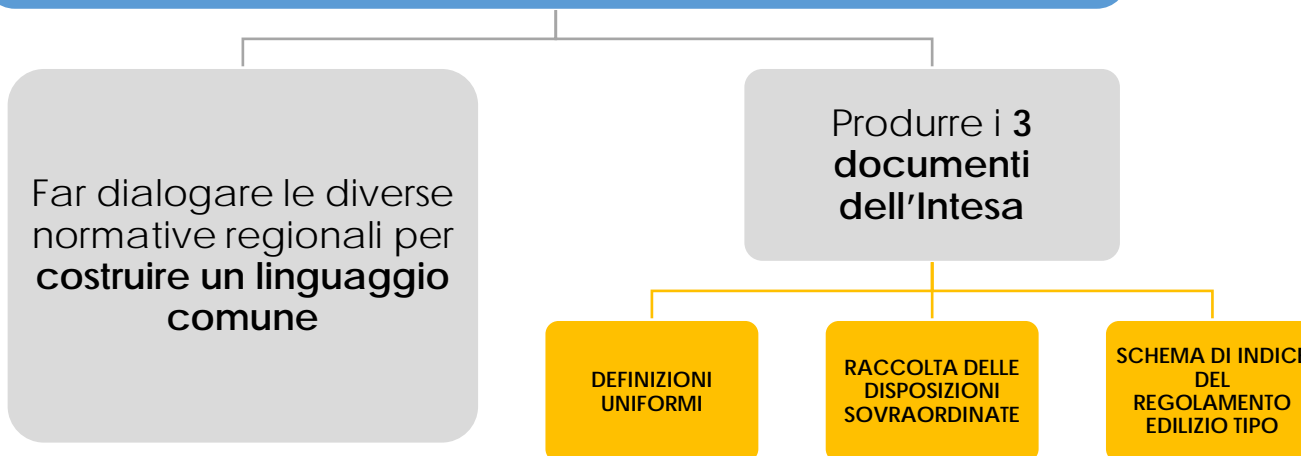 Far dialogare le diverse
normative regionali per
costruire un linguaggio
comune
Produrre i 3
documenti
dell'Intesa
DEFINIZIONI
UNIFORMI
RACCOLTA DELLE
DISPOSIZIONI
SOVRAORDINATE
SCHEMA DI INDICE
DEL
REGOLAMENTO
EDILIZIO TIPO